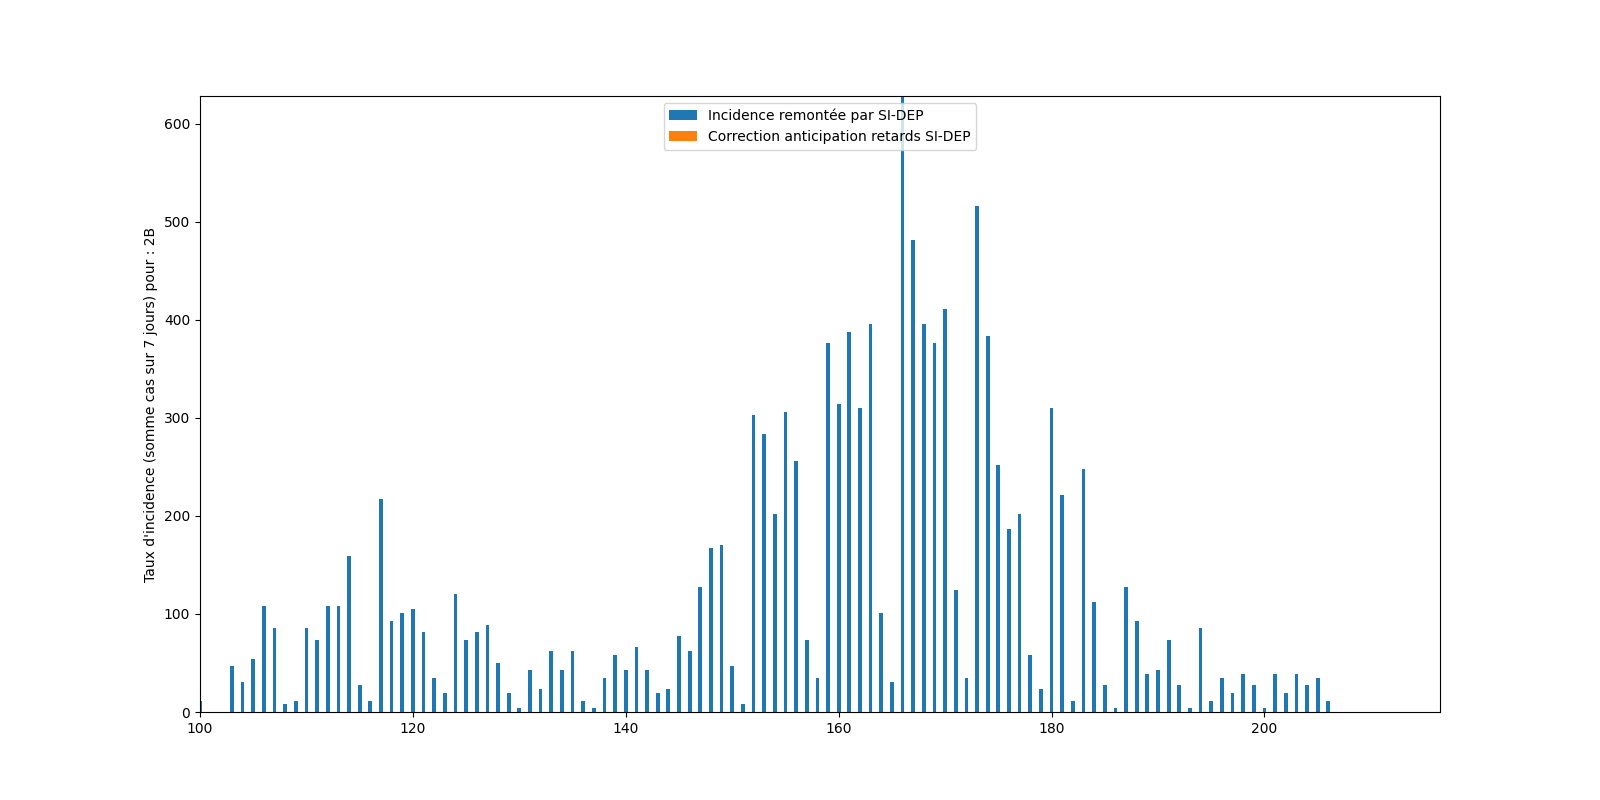 Incidence remontée par SI-DEP
Correction anticipation retards SI-DEP
Taux d'incidence (somme cas sur 7 jours) pour : 2B
600
500
400
300
200
100
0
100 120 140 160 180 200